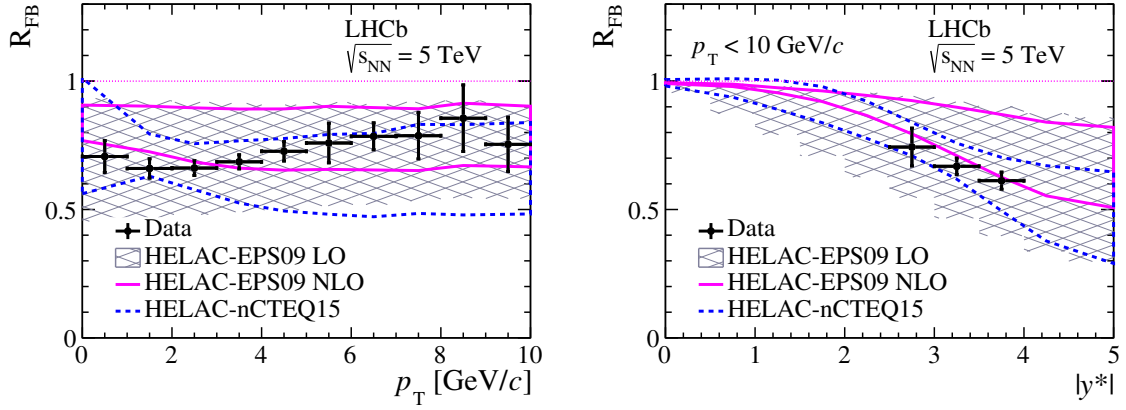 R_FB
LHCb
√s_NN = 5 TeV
1
0.5
0
Data
HELAC-EPS09 LO
HELAC-EPS09 NLO
HELAC-nCTEQ15
0 2 4 6 8 10
p_T [GeV/c]
R_FB
p_T < 10 GeV/c
LHCb
√s_NN = 5 TeV
1
0.5
0
Data
HELAC-EPS09 LO
HELAC-EPS09 NLO
HELAC-nCTEQ15
0 1 2 3 4 5
|y*|